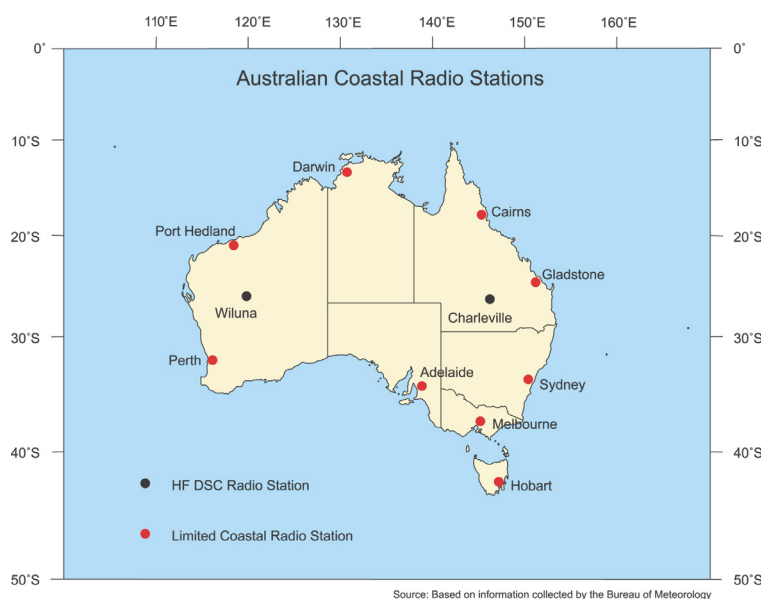 110°E 120°E 130°E 140°E 150°E 160°E
0° 0°
Australian Coastal Radio Stations
10°S 10°S
Darwin
Cairns
Port Hedland
20°S 20°S
Gladstone
Wiluna
Charleville
30°S 30°S
Perth
Adelaide
Sydney
Melbourne
40°S 40°S
HF DSC Radio Station
Hobart
Limited Coastal Radio Station
50°S 50°S
Source: Based on information collected by the Bureau of Meteorology